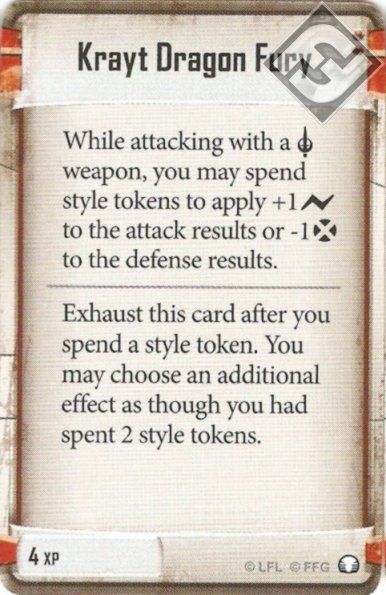 Krayt Dragon Fury
While attacking with a
weapon, you may spend
style tokens to apply +1
to the attack results or -1
to the defense results.
Exhaust this card after you
spend a style token. You
may choose an additional
effect as though you had
spent 2 style tokens.
4 XP
© LFL © FFG